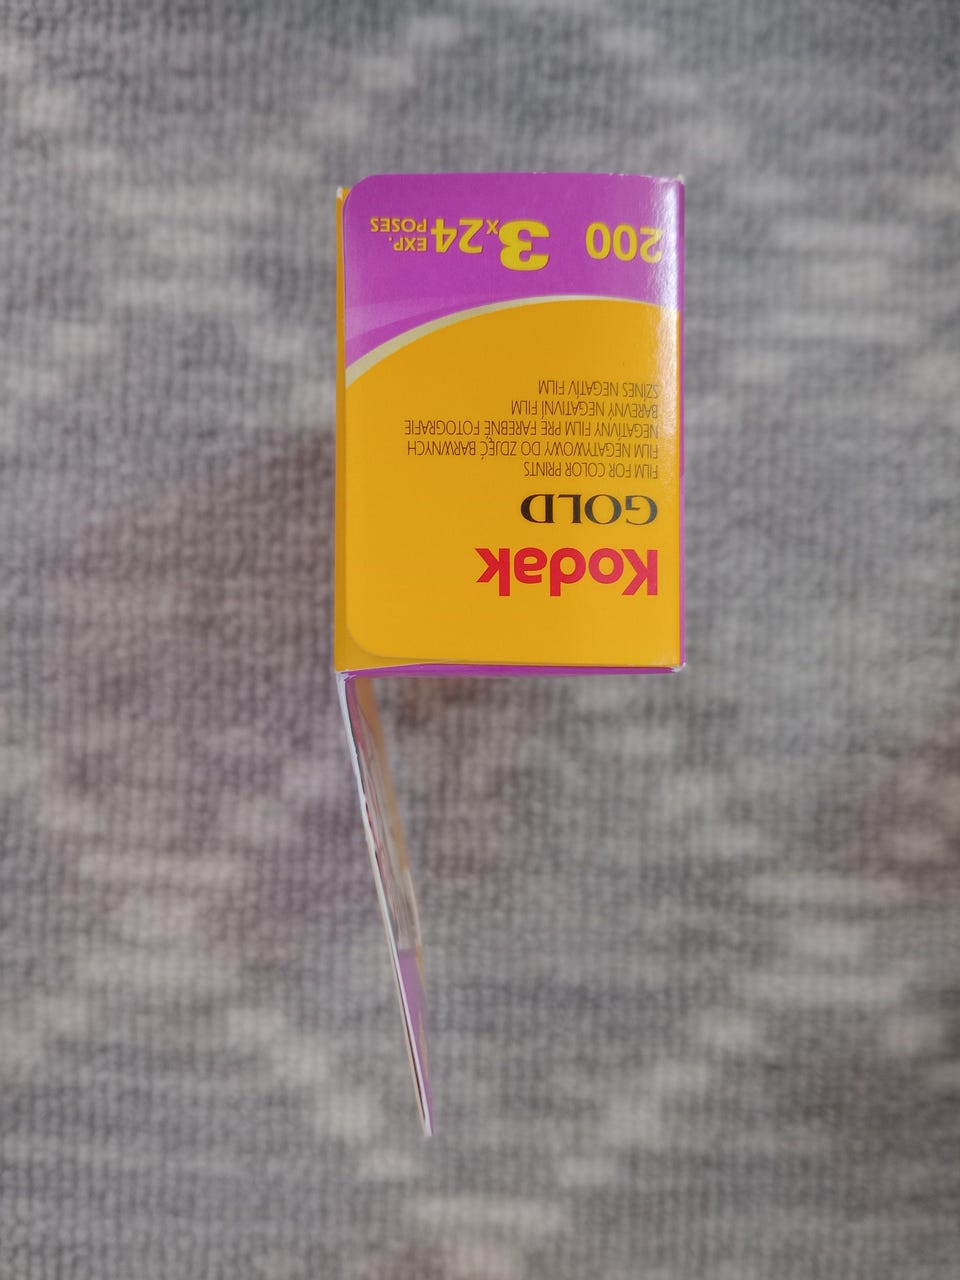 Kodak
GOLD
FILM FOR COLOR PRINTS
FILM NEGATYWOWY DO ZDJĘĆ BARWNYCH
NEGATÍVNY FILM PRE FAREBNÉ FOTOGRAFIE
BAREVNÝ NEGATIVNÍ FILM
SZÍNES NEGATÍV FILM
200 3x24 EXP. POSES